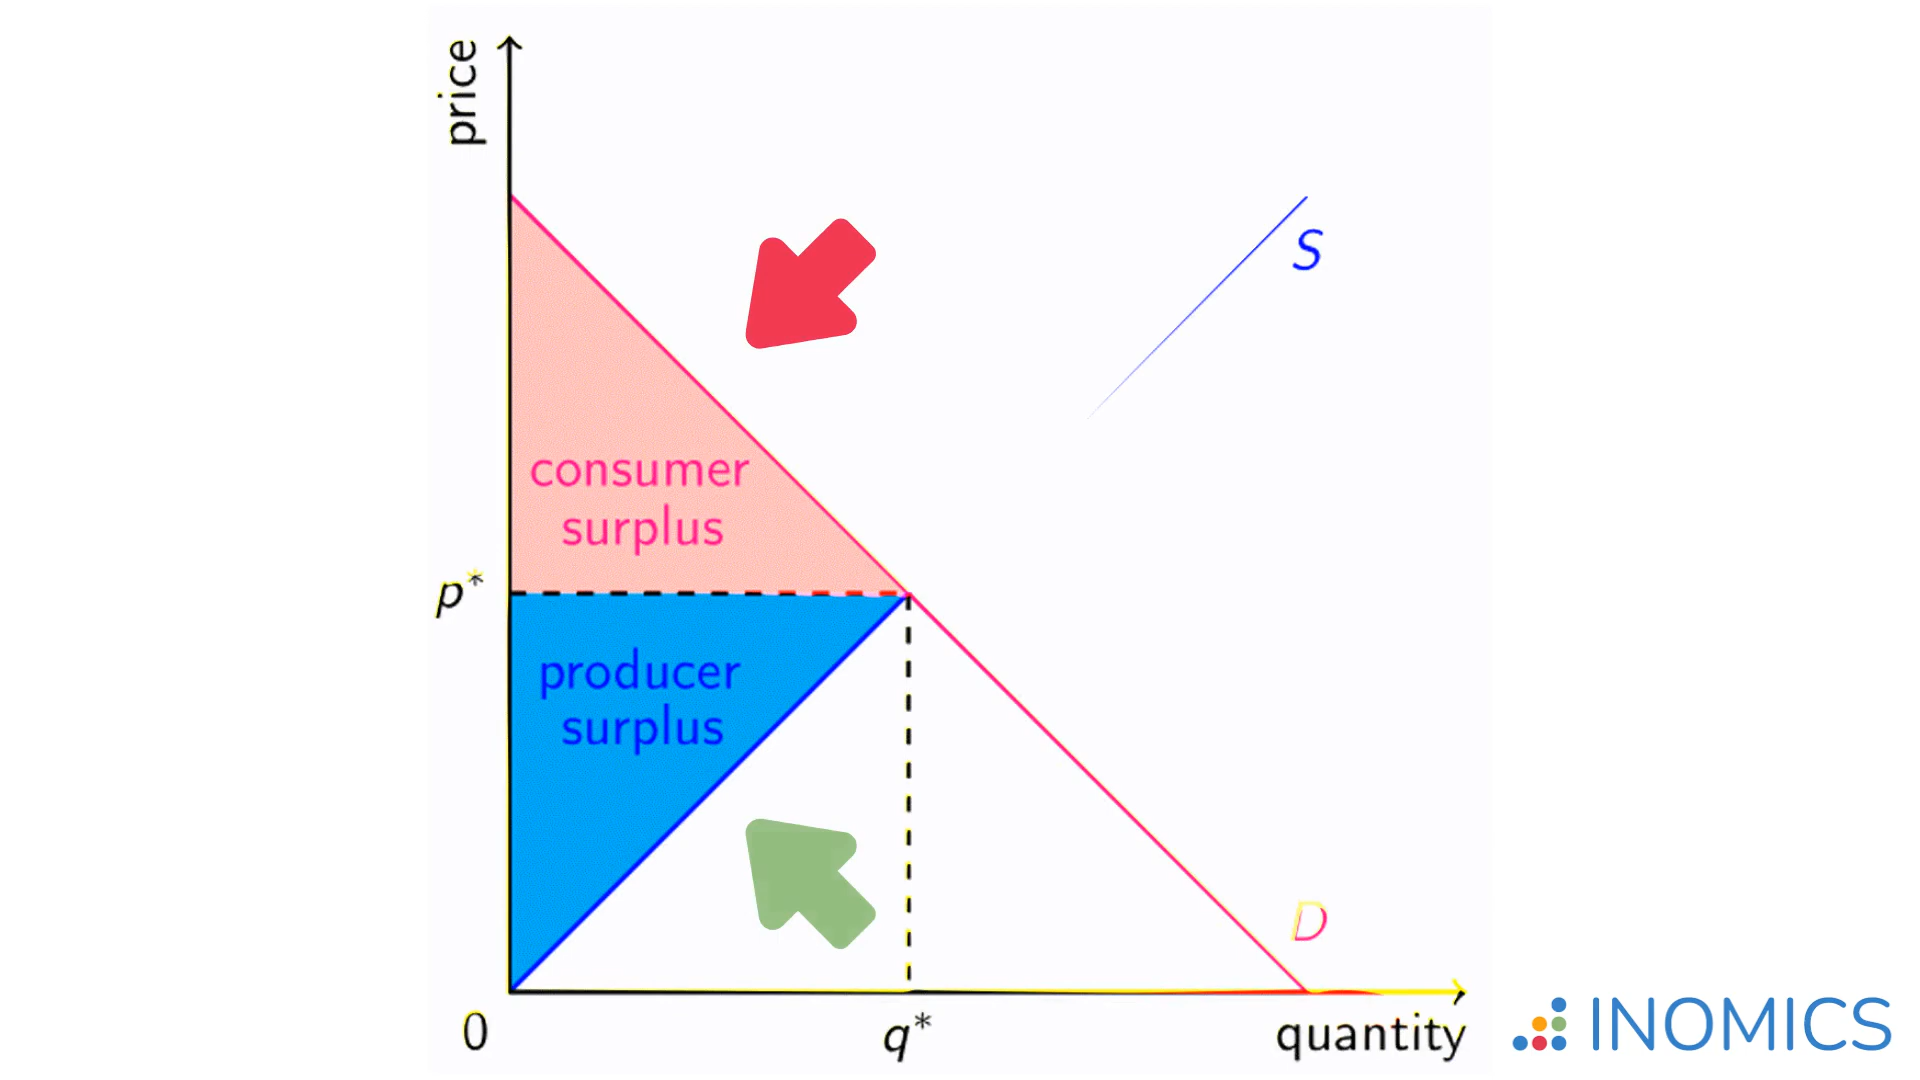 price
S
consumer
surplus
p*
producer
surplus
D
0
q*
quantity
INOMICS